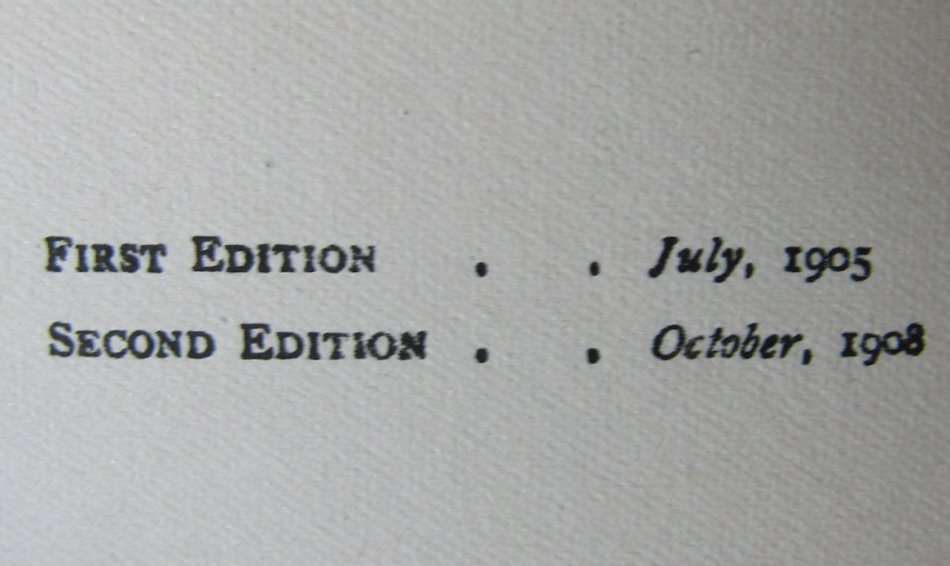 First Edition . . July, 1905
Second Edition . . October, 1908